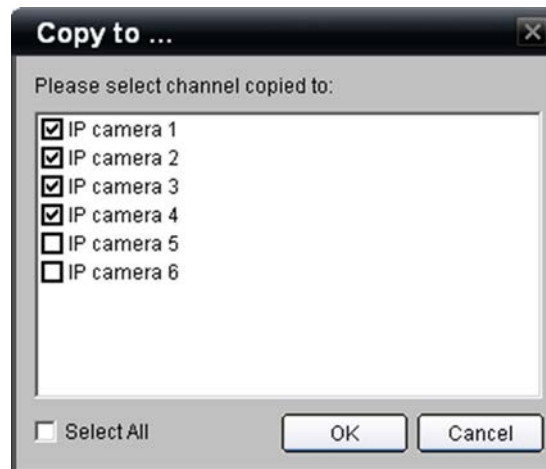 Copy to ...
Please select channel copied to:
IP camera 1
IP camera 2
IP camera 3
IP camera 4
IP camera 5
IP camera 6
Select All
OK
Cancel